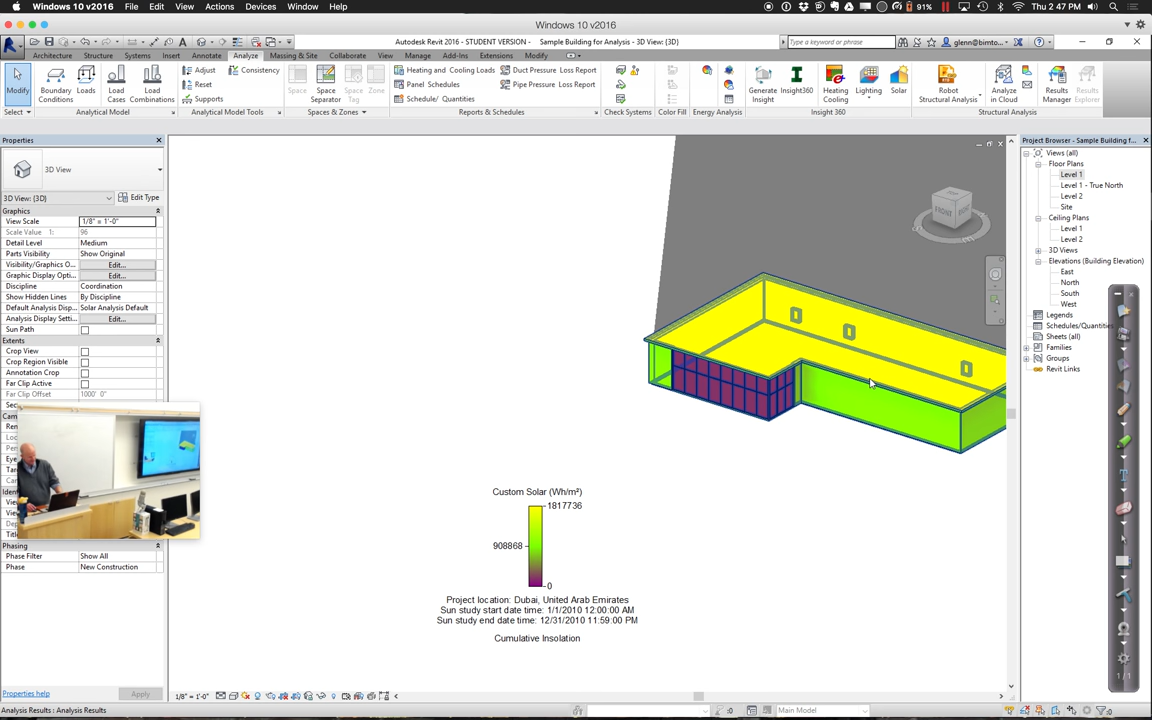 Windows 10 v2016 File Edit View Actions Devices Window Help 91% Thu 2:47 PM
Windows 10 v2016
Autodesk Revit 2016 - STUDENT VERSION - Sample Building for Analysis - 3D View: {3D}
Type a keyword or phrase
glenn@bimto...
Architecture Structure Systems Insert Annotate Analyze Massing & Site Collaborate View Manage Add-Ins Extensions Modify
Modify
Boundary Conditions
Loads
Load Cases
Load Combinations
Adjust
Reset
Supports
Consistency
Space
Space Separator
Space Tag
Zone
Heating and Cooling Loads
Panel Schedules
Schedule/ Quantities
Duct Pressure Loss Report
Pipe Pressure Loss Report
Generate Insight
Insight360
Heating Cooling
Lighting
Solar
Robot Structural Analysis
Analyze in Cloud
Results Manager
Results Explorer
Select Analytical Model Analytical Model Tools Spaces & Zones Reports & Schedules Check Systems Color Fill Energy Analysis Insight 360 Structural Analysis
Properties
3D View
3D View: {3D} Edit Type
Graphics
View Scale 1/8" = 1'-0"
Scale Value 1: 96
Detail Level Medium
Parts Visibility Show Original
Visibility/Graphics O... Edit...
Graphic Display Opti... Edit...
Discipline Coordination
Show Hidden Lines By Discipline
Default Analysis Disp... Solar Analysis Default
Analysis Display Setti... Edit...
Sun Path
Extents
Crop View
Crop Region Visible
Annotation Crop
Far Clip Active
Far Clip Offset 1000' 0"
Phasing
Phase Filter Show All
Phase New Construction
Properties help Apply
FRONT
Custom Solar (Wh/m²)
1817736
908868
0
Project location: Dubai, United Arab Emirates
Sun study start date time: 1/1/2010 12:00:00 AM
Sun study end date time: 12/31/2010 11:59:00 PM
Cumulative Insolation
Project Browser - Sample Building f...
Views (all)
Floor Plans
Level 1
Level 1 - True North
Level 2
Site
Ceiling Plans
Level 1
Level 2
3D Views
Elevations (Building Elevation)
East
North
South
West
Legends
Schedules/Quantities
Sheets (all)
Families
Groups
Revit Links
1 / 1
1/8" = 1'-0"
Analysis Results : Analysis Results
:0
Main Model
:0